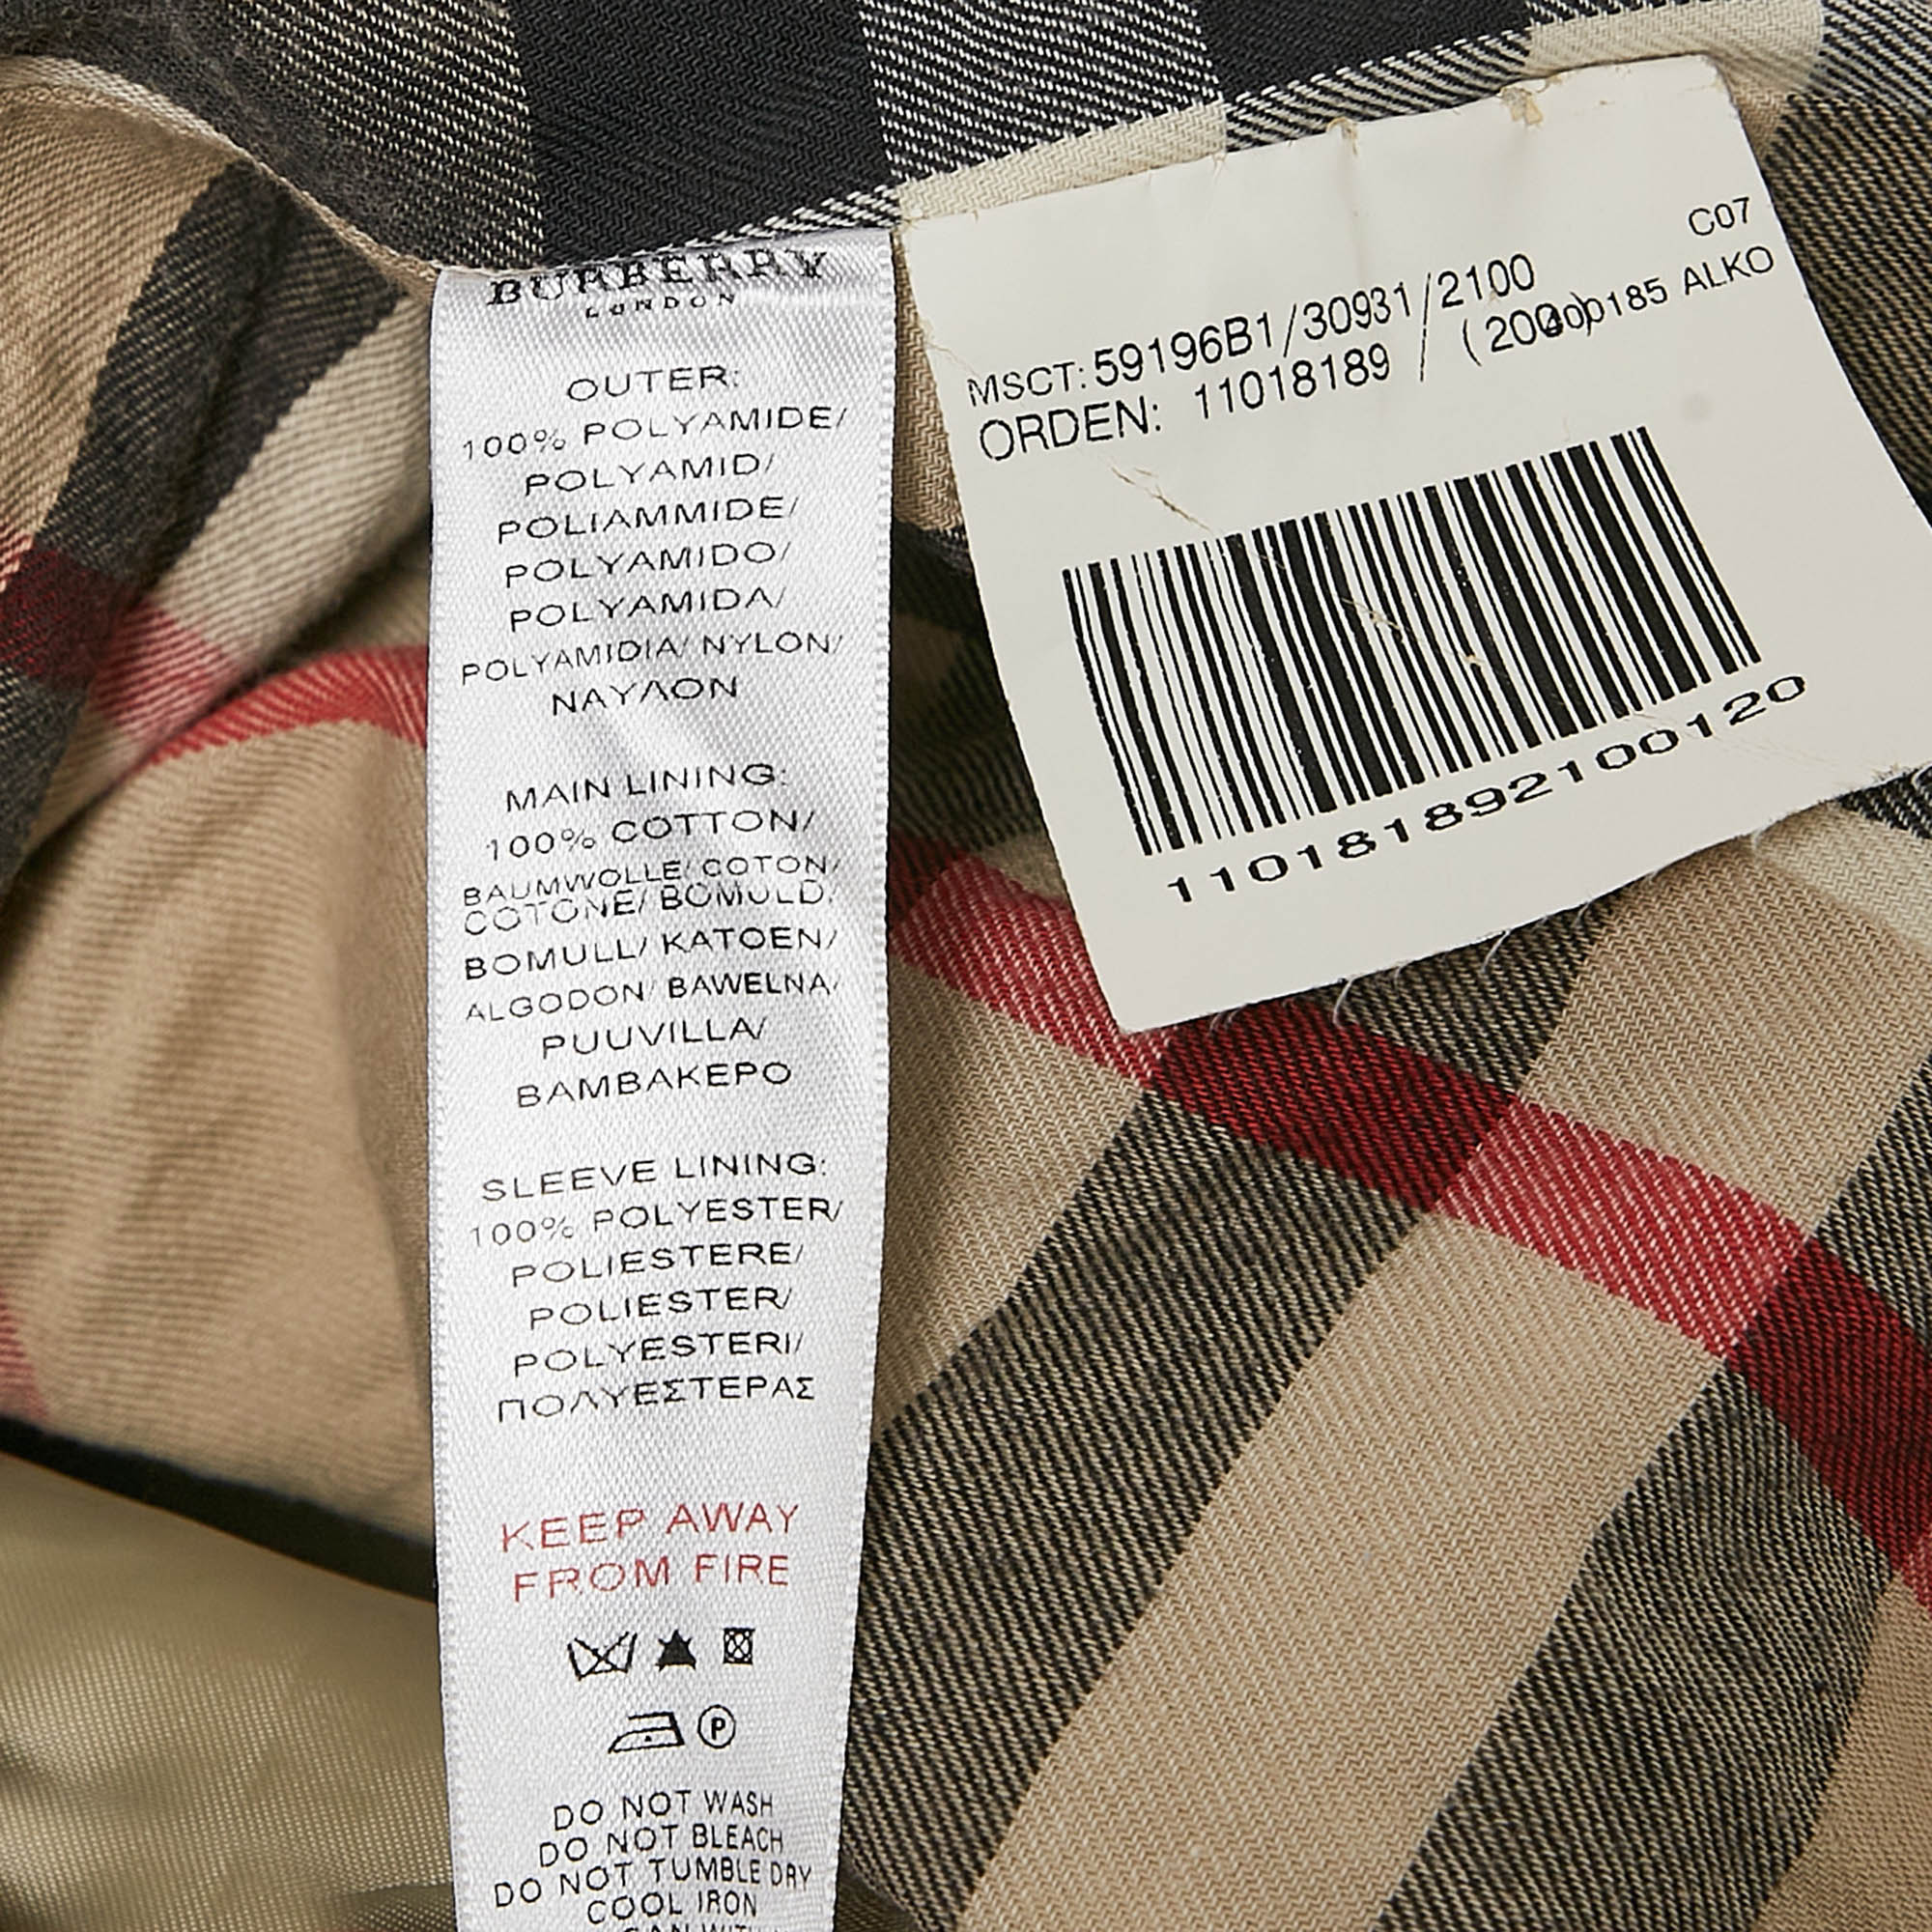 BURBERRY
LONDON
OUTER:
100% POLYAMIDE/
POLYAMID/
POLIAMMIDE/
POLYAMIDO/
POLYAMIDA/
POLYAMIDIA/ NYLON/
ΝΑΥΛΟΝ
MAIN LINING:
100% COTTON/
BAUMWOLLE/ COTON/
COTONE/ BOMULD/
BOMULL/ KATOEN/
ALGODON/ BAWELNA/
PUUVILLA/
ΒΑΜΒΑΚΕΡΟ
SLEEVE LINING:
100% POLYESTER/
POLIESTERE/
POLIESTER/
POLYESTERI/
ΠΟΛΥΕΣΤΕΡΑΣ
KEEP AWAY
FROM FIRE
P
DO NOT WASH
DO NOT BLEACH
DO NOT TUMBLE DRY
COOL IRON
C07
MSCT: 59196B1/30931/2100
ORDEN: 11018189 / ALKO
11018189210012​0